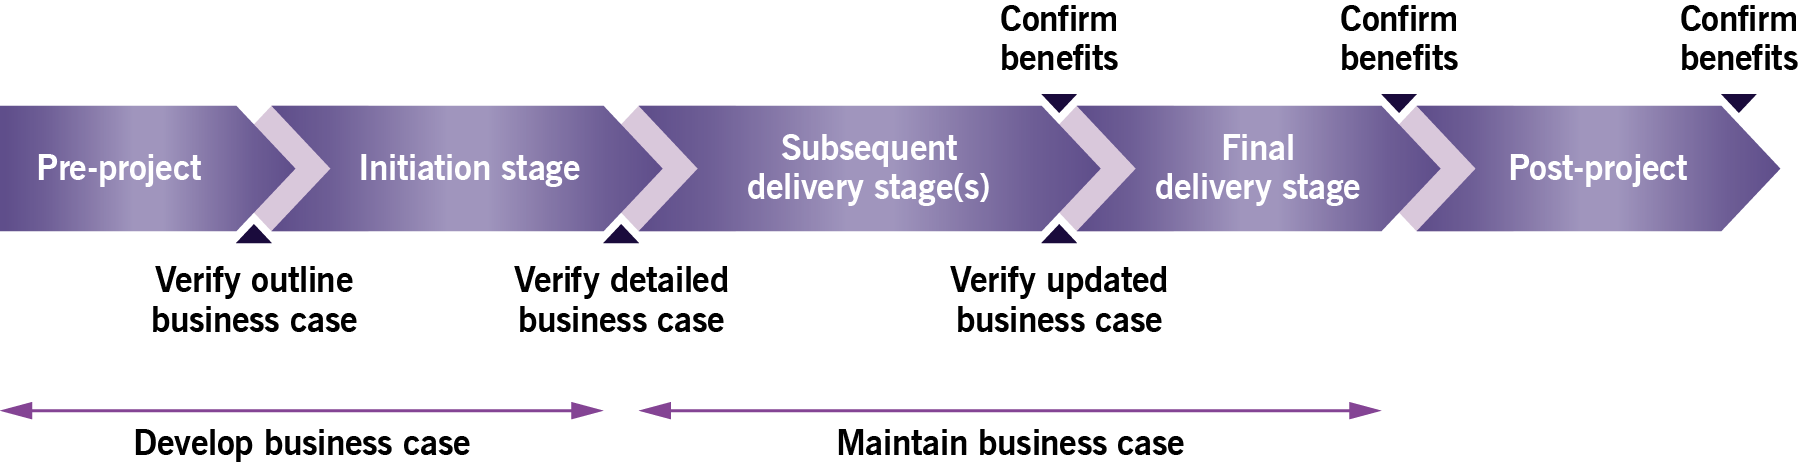 Confirm
benefits
Confirm
benefits
Confirm
benefits
Pre-project
Initiation stage
Subsequent
delivery stage(s)
Final
delivery stage
Post-project
Verify outline
business case
Verify detailed
business case
Verify updated
business case
Develop business case
Maintain business case